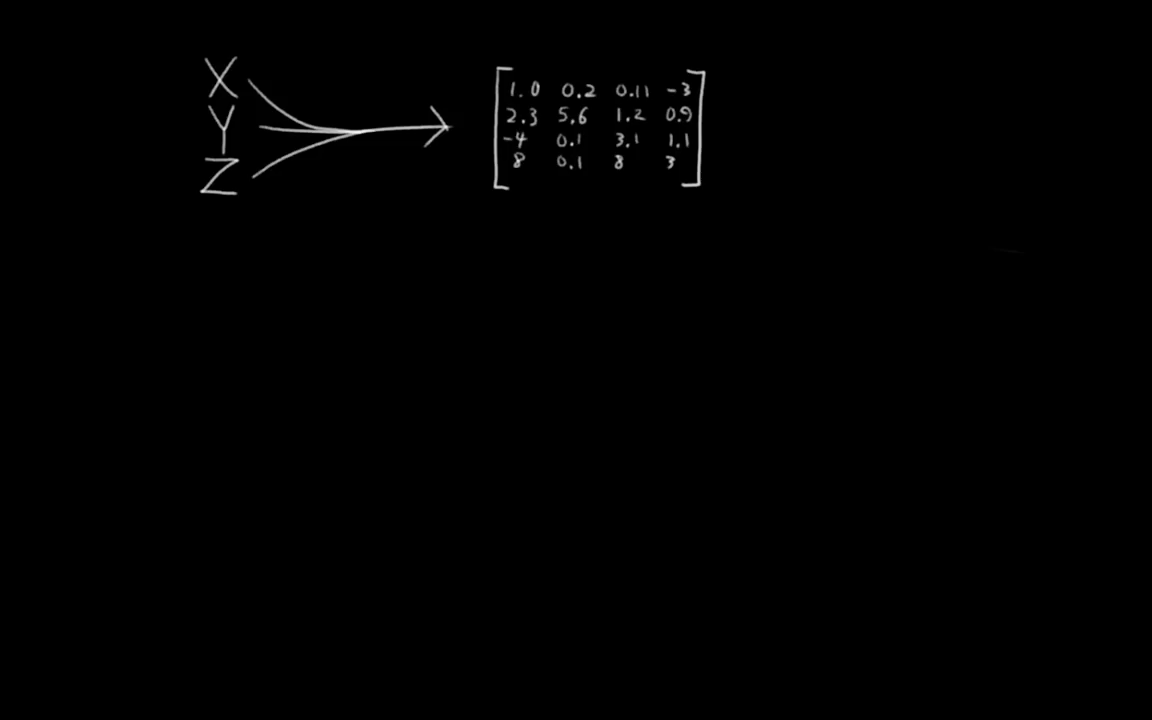 X
Y
Z
1.0 0.2 0.11 -3
2.3 5.6 1.2 0.9
-4 0.1 3.1 1.1
8 0.1 8 3